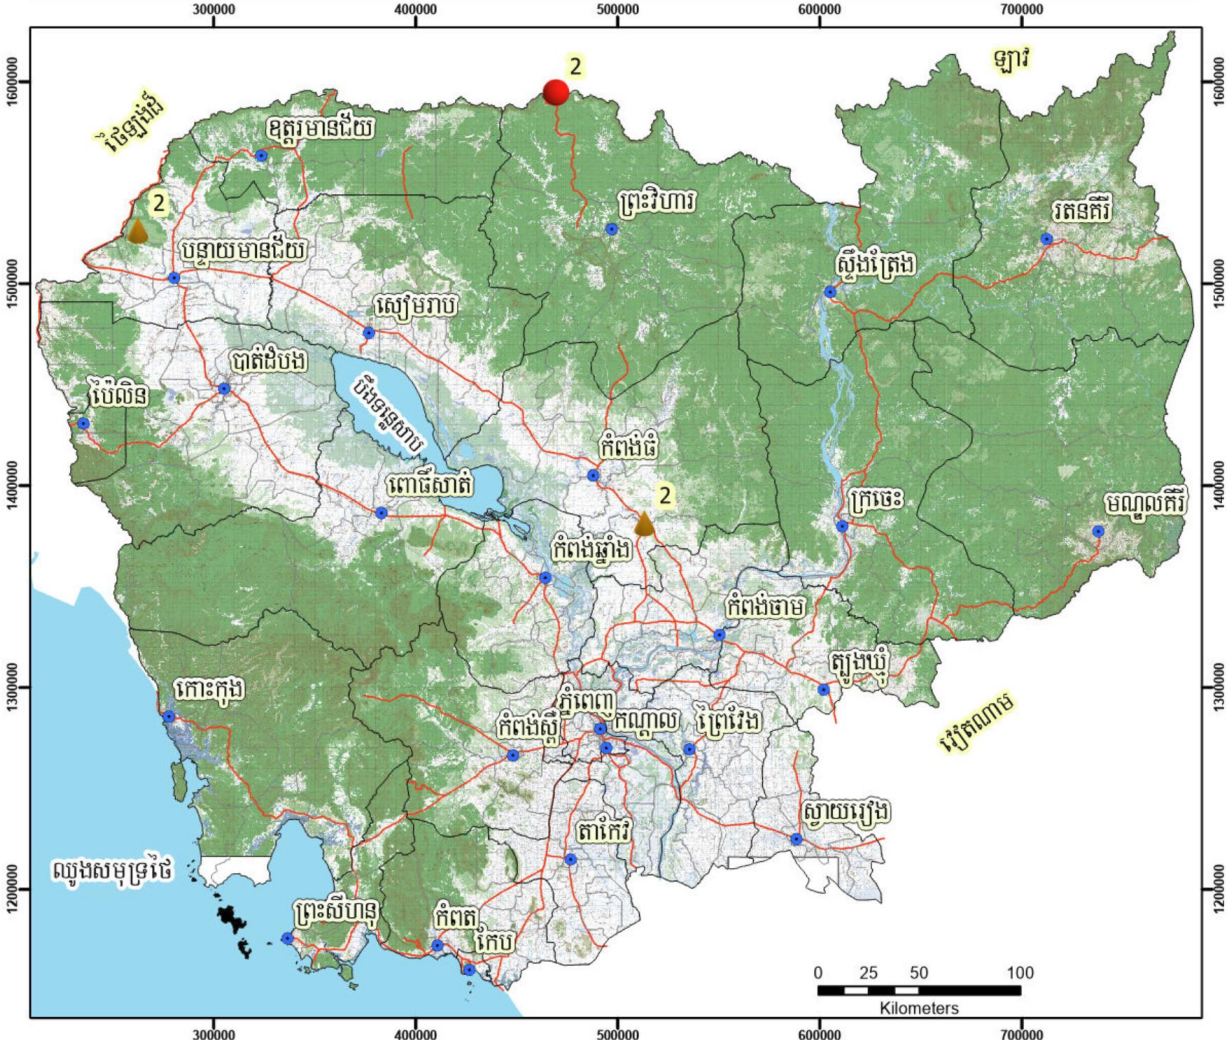 300000 400000 500000 600000 700000
1600000
1600000
2
ឡាវ
ថៃឡង់ដ៍
ឧត្តរមានជ័យ
2
ព្រះវិហារ
រតនគិរី
បន្ទាយមានជ័យ
ស្ទឹងត្រែង
1500000
1500000
សៀមរាប
បាត់ដំបង
ប៉ៃលិន
បឹងទន្លេសាប
កំពង់ធំ
ពោធិ៍សាត់
2
1400000
1400000
ក្រចេះ
មណ្ឌលគិរី
កំពង់ឆ្នាំង
កំពង់ចាម
ត្បូងឃ្មុំ
1300000
1300000
កោះកុង
ភ្នំពេញ
កំពង់ស្ពឺ
កណ្តាល
ព្រៃវែង
វៀតណាម
ស្វាយរៀង
តាកែវ
ឈូងសមុទ្រថៃ
1200000
1200000
ព្រះសីហនុ
កំពត
កែប
0 25 50 100
Kilometers
300000 400000 500000 600000 700000